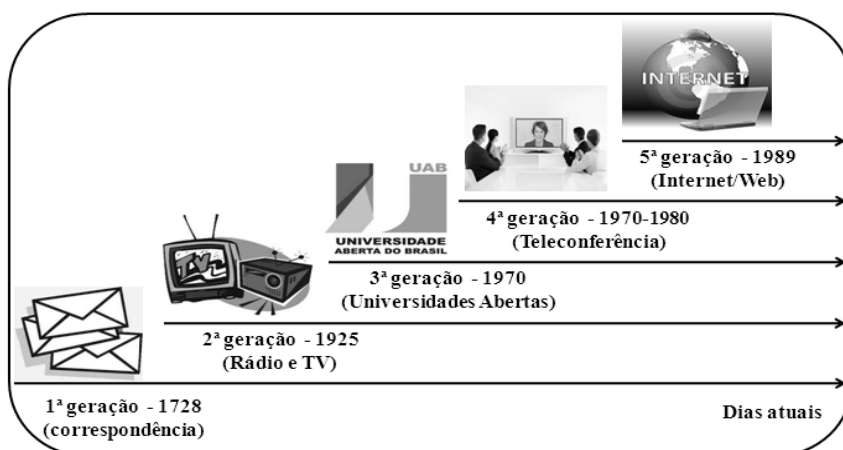 INTERNET
5ª geração - 1989
(Internet/Web)
UAB
UNIVERSIDADE
ABERTA DO BRASIL
4ª geração - 1970-1980
(Teleconferência)
TV
3ª geração - 1970
(Universidades Abertas)
2ª geração - 1925
(Rádio e TV)
1ª geração - 1728
(correspondência)
Dias atuais